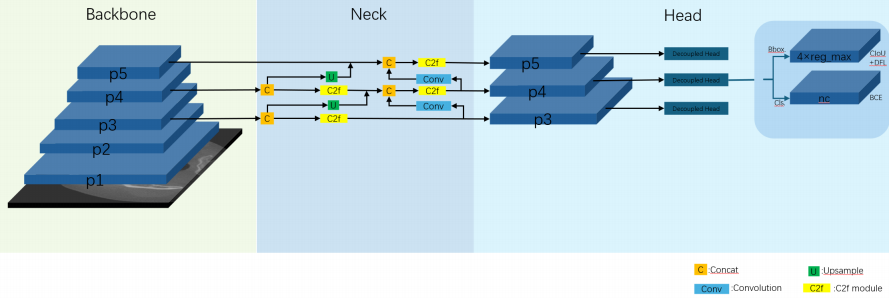 Backbone
Neck
Head
p5
p4
p3
p2
p1
U
C
C2f
Conv
C
C2f
C
C2f
U
Conv
C
C2f
p5
p4
p3
Decoupled Head
Decoupled Head
Decoupled Head
Bbox
Cls
4×reg_max
nc
CIoU
+DFL
BCE
C :Concat
U :Upsample
Conv :Convolution
C2f :C2f module